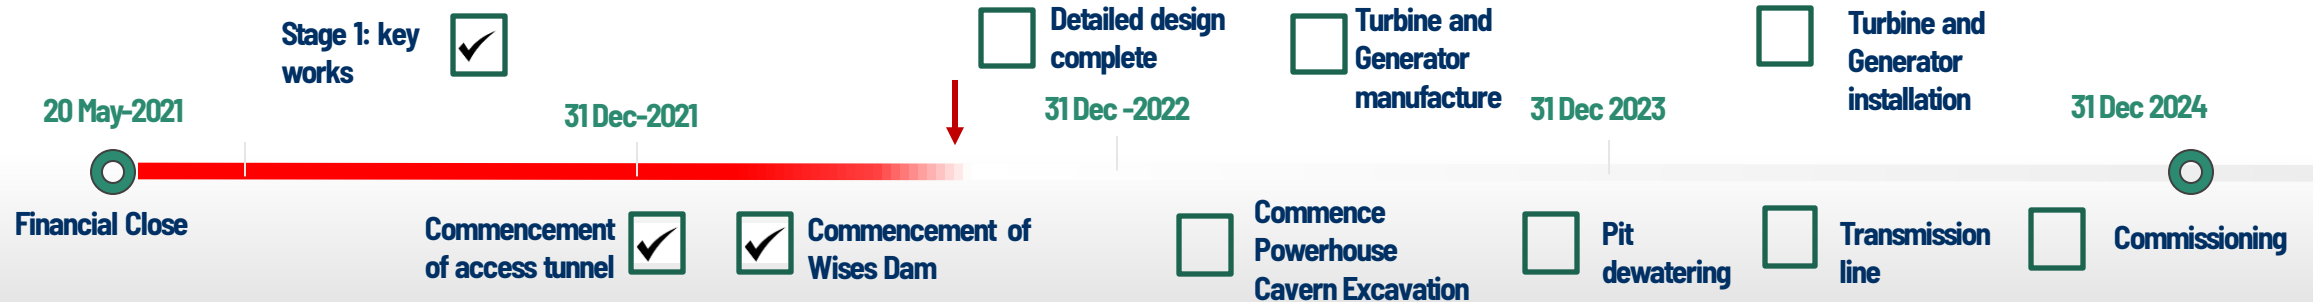 Stage 1: key
works
Detailed design
complete
Turbine and
Generator
manufacture
Turbine and
Generator
installation
20 May-2021
31 Dec-2021
31 Dec -2022
31 Dec 2023
31 Dec 2024
Financial Close
Commencement
of access tunnel
Commencement of
Wises Dam
Commence
Powerhouse
Cavern Excavation
Pit
dewatering
Transmission
line
Commissioning